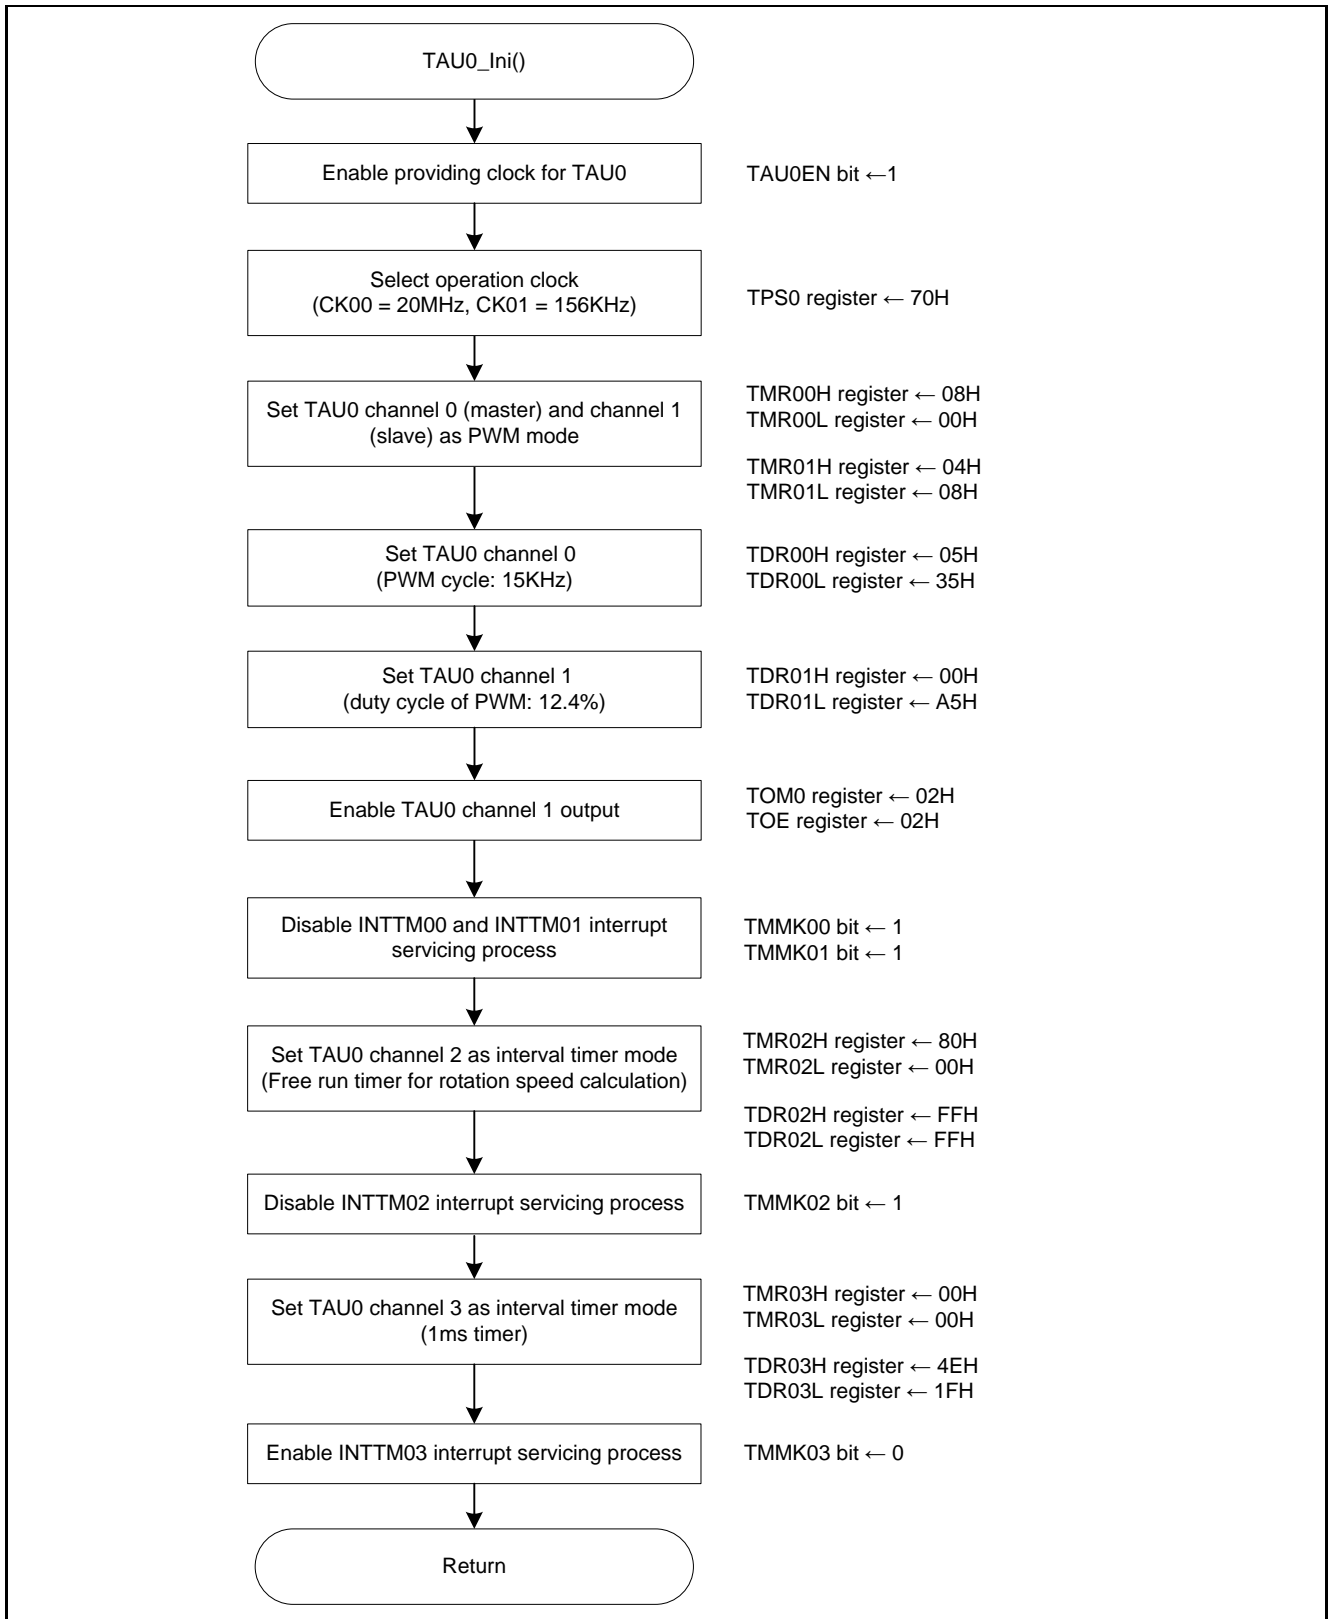 TAU0_Ini()
Enable providing clock for TAU0
TAU0EN bit ←1
Select operation clock
(CK00 = 20MHz, CK01 = 156KHz)
TPS0 register ← 70H
Set TAU0 channel 0 (master) and channel 1
(slave) as PWM mode
TMR00H register ← 08H
TMR00L register ← 00H
TMR01H register ← 04H
TMR01L register ← 08H
Set TAU0 channel 0
(PWM cycle: 15KHz)
TDR00H register ← 05H
TDR00L register ← 35H
Set TAU0 channel 1
(duty cycle of PWM: 12.4%)
TDR01H register ← 00H
TDR01L register ← A5H
Enable TAU0 channel 1 output
TOM0 register ← 02H
TOE register ← 02H
Disable INTTM00 and INTTM01 interrupt
servicing process
TMMK00 bit ← 1
TMMK01 bit ← 1
Set TAU0 channel 2 as interval timer mode
(Free run timer for rotation speed calculation)
TMR02H register ← 80H
TMR02L register ← 00H
TDR02H register ← FFH
TDR02L register ← FFH
Disable INTTM02 interrupt servicing process
TMMK02 bit ← 1
Set TAU0 channel 3 as interval timer mode
(1ms timer)
TMR03H register ← 00H
TMR03L register ← 00H
TDR03H register ← 4EH
TDR03L register ← 1FH
Enable INTTM03 interrupt servicing process
TMMK03 bit ← 0
Return